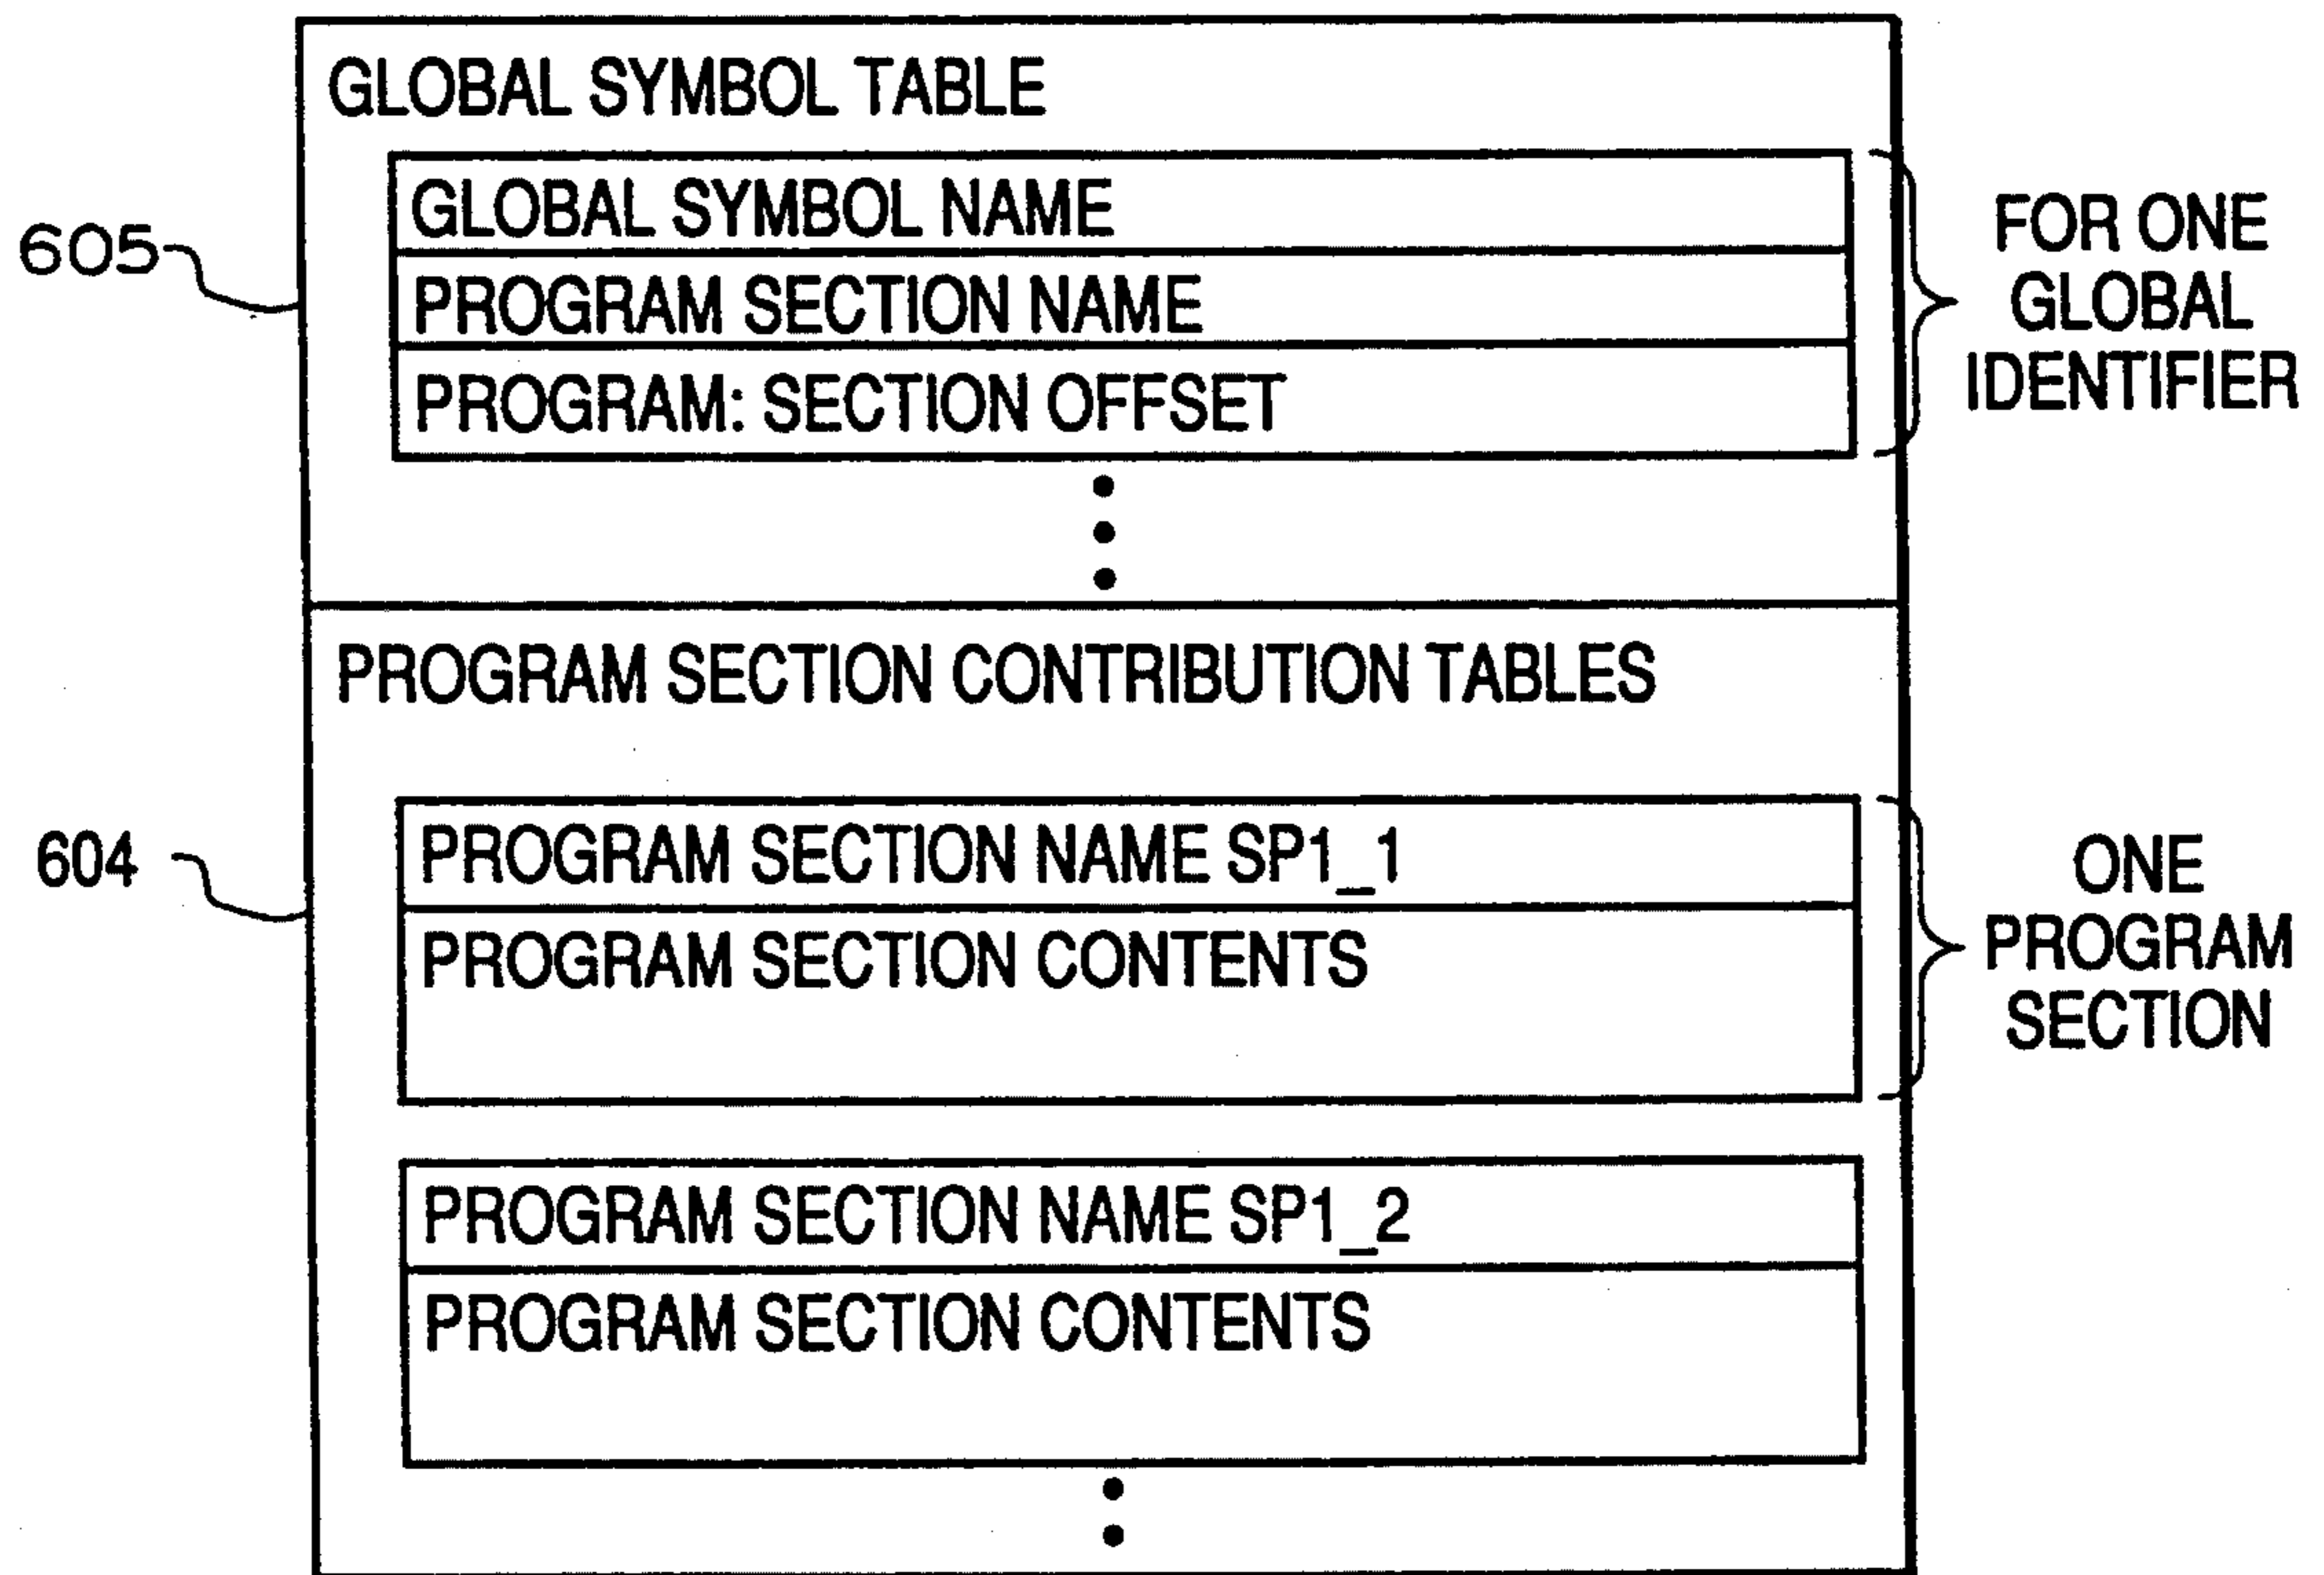 GLOBAL SYMBOL TABLE
605
GLOBAL SYMBOL NAME
PROGRAM SECTION NAME
PROGRAM: SECTION OFFSET
FOR ONE
GLOBAL
IDENTIFIER
PROGRAM SECTION CONTRIBUTION TABLES
604
PROGRAM SECTION NAME SP1_1
PROGRAM SECTION CONTENTS
ONE
PROGRAM
SECTION
PROGRAM SECTION NAME SP1_2
PROGRAM SECTION CONTENTS